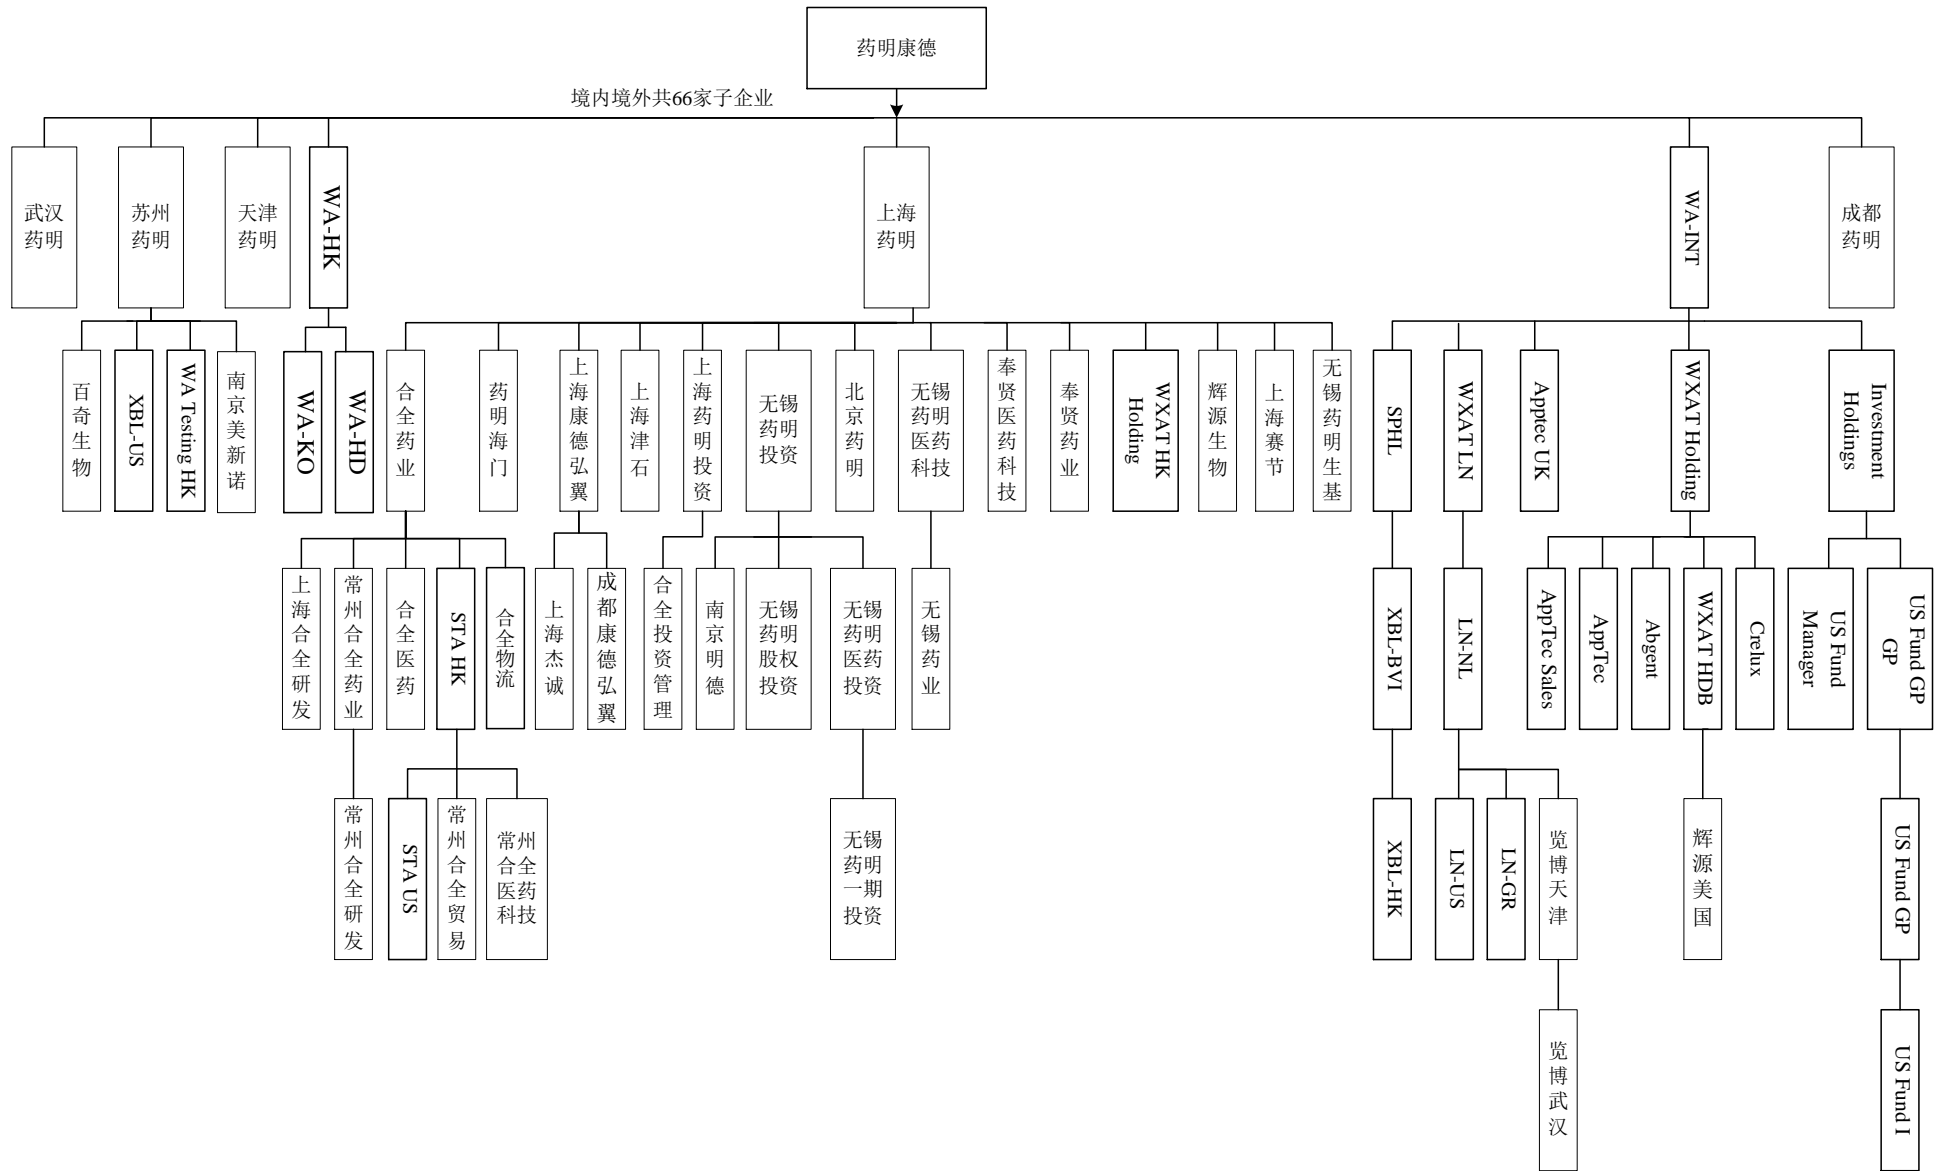 药明康德
境内境外共66家子企业
武汉
药明
苏州
药明
天津
药明
WA-HK
上海
药明
WA-INT
成都
药明
百奇生物
XBL-US
WA Testing HK
南京美新诺
WA-KO
WA-HD
合全药业
药明海门
上海康德弘翼
上海津石
上海药明投资
无锡
药明
投资
北京药明
无锡
药明
医药
科技
奉贤医药科技
奉贤药业
WXAT HK
Holding
辉源生物
上海赛节
无锡药明生基
SPHL
WXAT LN
Apptec UK
WXAT Holding
Investment
Holdings
上海合全研发
常州合全药业
合全医药
STA HK
合全物流
上海杰诚
成都康德弘翼
合全投资管理
南京明德
无锡
药明
股权
投资
无锡
药明
医药
投资
无锡药业
XBL-BVI
LN-NL
AppTec Sales
AppTec
Abgent
WXAT HDB
Crelux
US Fund
Manager
US Fund GP
GP
常州合全研发
STA US
常州合全贸易
常州
合全
医药
科技
无锡
药明
一期
投资
XBL-HK
LN-US
LN-GR
览博天津
辉源美国
US Fund GP
览博武汉
US Fund I